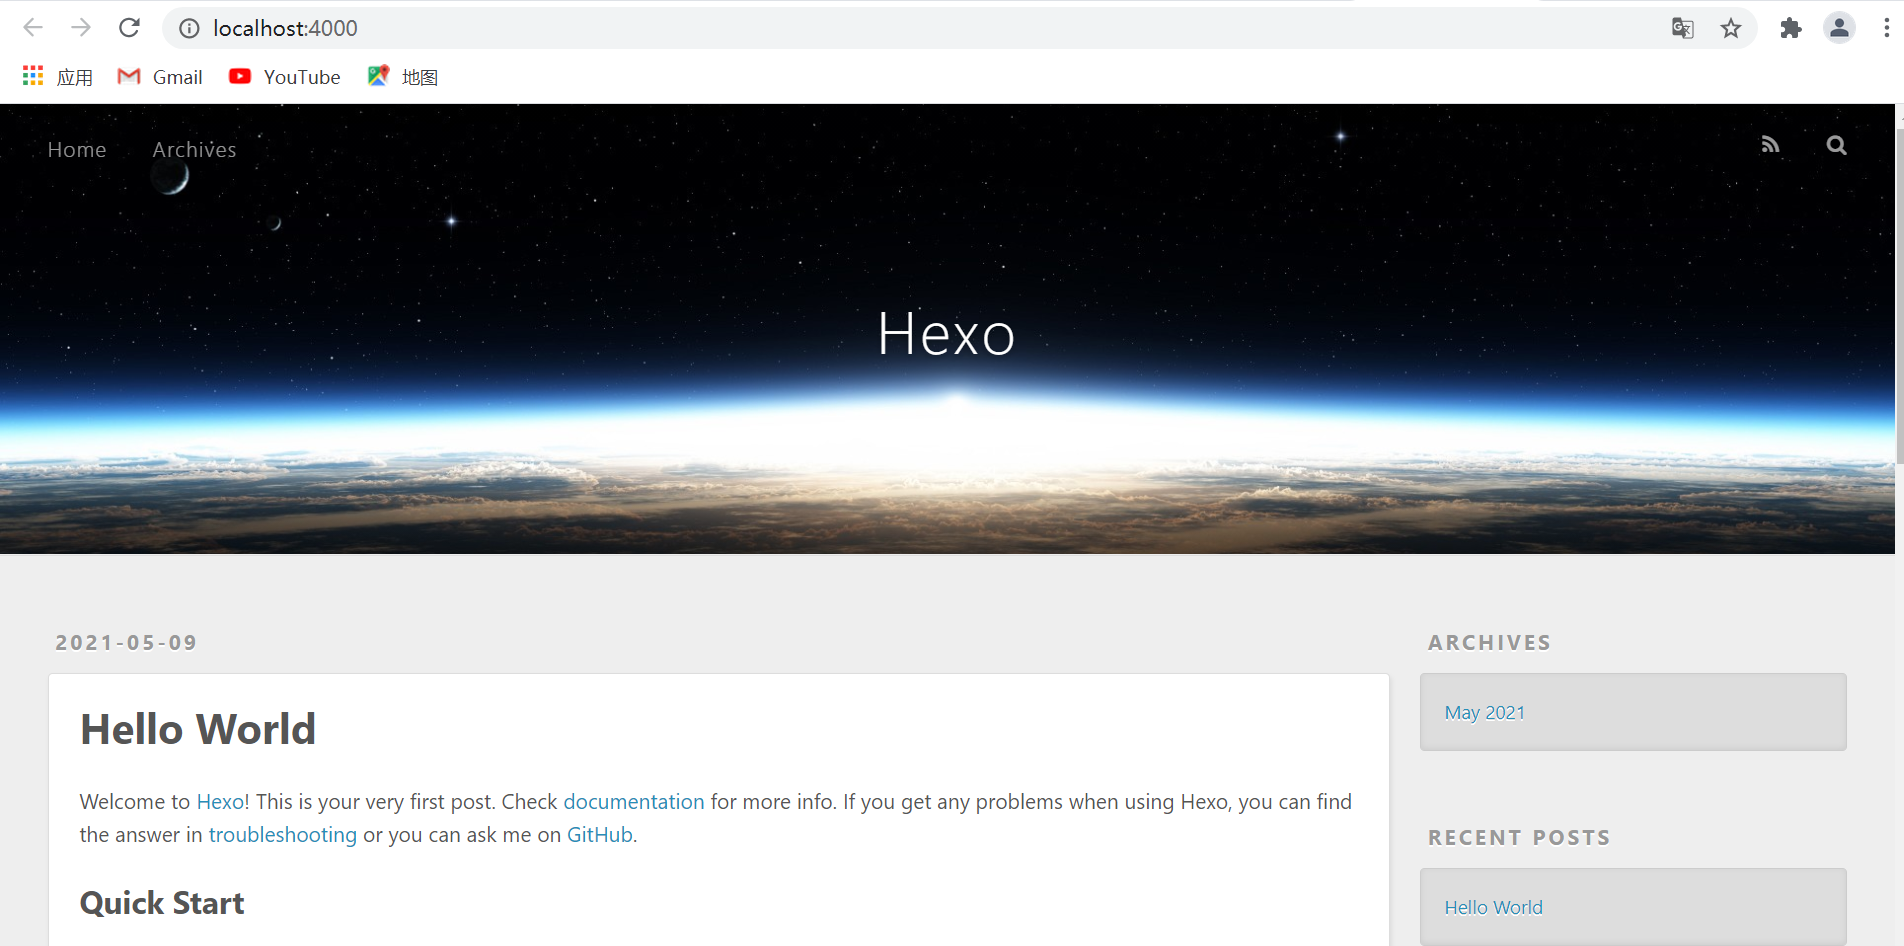 localhost:4000
应用 Gmail YouTube 地图
Home Archives
Hexo
2021-05-09
Hello World
Welcome to Hexo! This is your very first post. Check documentation for more info. If you get any problems when using Hexo, you can find
the answer in troubleshooting or you can ask me on GitHub.
Quick Start
ARCHIVES
May 2021
RECENT POSTS
Hello World